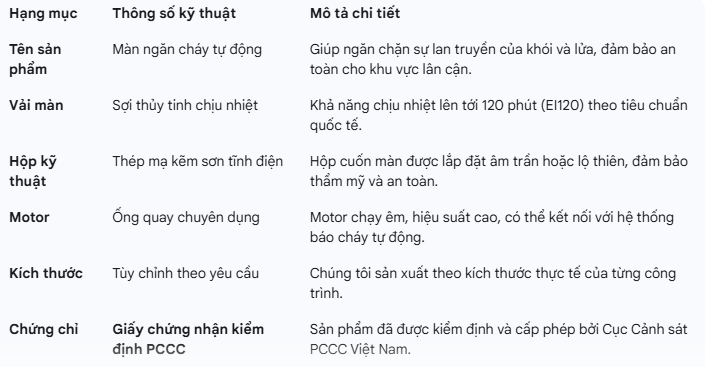 Hạng mục Thông số kỹ thuật Mô tả chi tiết
Tên sản Màn ngăn cháy tự động Giúp ngăn chặn sự lan truyền của khói và lửa, đảm bảo an
phẩm toàn cho khu vực lân cận.
Vải màn Sợi thủy tinh chịu nhiệt Khả năng chịu nhiệt lên tới 120 phút (EI120) theo tiêu chuẩn
quốc tế.
Hộp kỹ Thép mạ kẽm sơn tĩnh điện Hộp cuốn màn được lắp đặt âm trần hoặc lộ thiên, đảm bảo
thuật thẩm mỹ và an toàn.
Motor Ống quay chuyên dụng Motor chạy êm, hiệu suất cao, có thể kết nối với hệ thống
báo cháy tự động.
Kích thước Tùy chỉnh theo yêu cầu Chúng tôi sản xuất theo kích thước thực tế của từng công
trình.
Chứng chỉ Giấy chứng nhận kiểm Sản phẩm đã được kiểm định và cấp phép bởi Cục Cảnh sát
định PCCC PCCC Việt Nam.